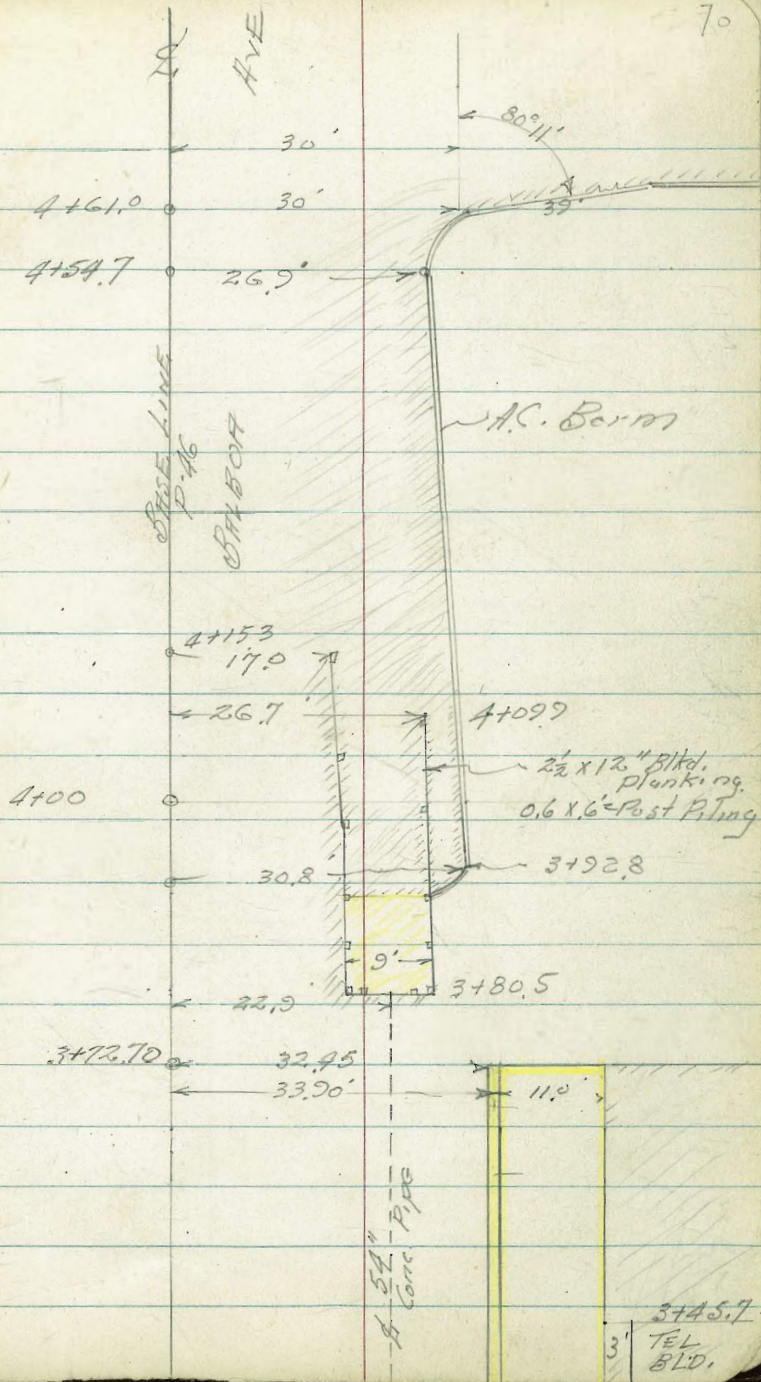 70
AVE
80°11'
30'
4+61.0
30'
39'
4+54.7
26.9'
A.C. Berm
BASE LINE
P-46
BALBOA
4+15.3
17.0
26.7
4+09.9
2½ x 12" Blkd.
planking.
4+00
0.6 x .6' = Post Piling
30.8
3+92.8
9'
3+80.5
22.9
3+72.70
32.45
33.90'
11.0'
54"
Conc. Pipe
3+45.7
3'
TEL
BLD.